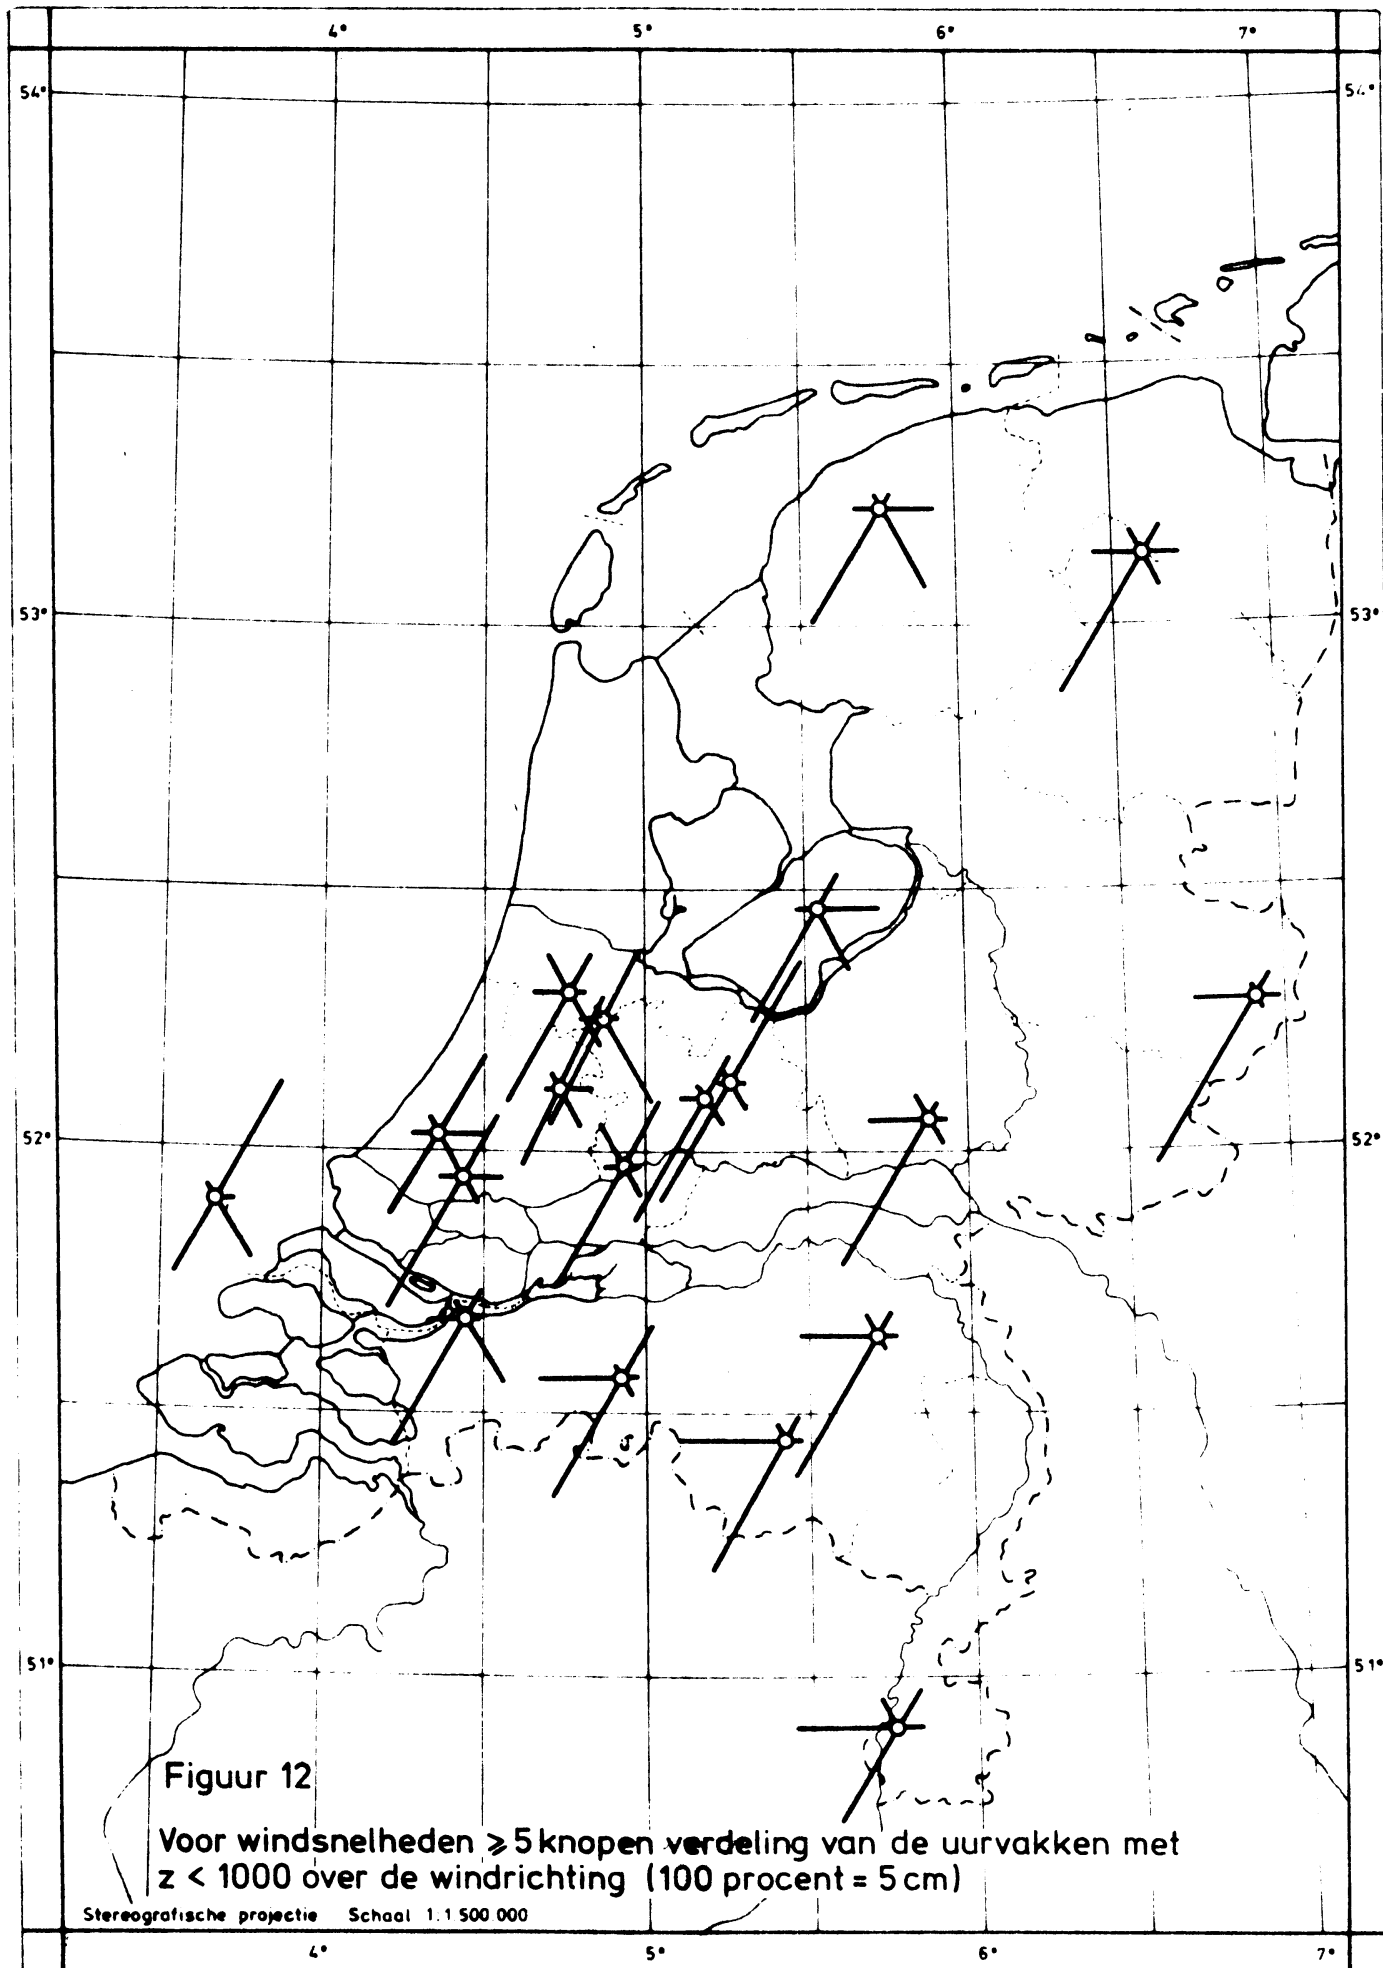 4° 5° 6° 7°
54° 54°
53° 53°
52° 52°
51° 51°
Figuur 12
Voor windsnelheden ⩾ 5 knopen verdeling van de uurvakken met
z < 1000 over de windrichting (100 procent = 5 cm)
Stereografische projectie Schaal 1:1 500.000
4° 5° 6° 7°